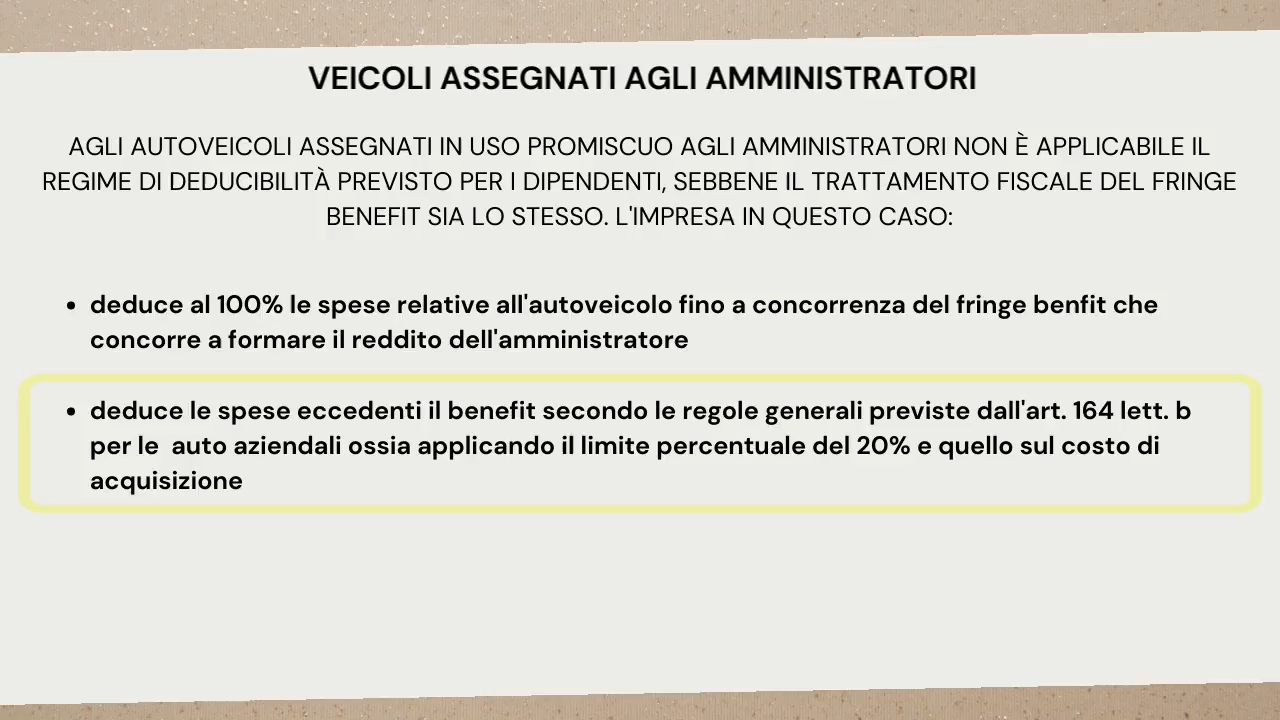 VEICOLI ASSEGNATI AGLI AMMINISTRATORI
AGLI AUTOVEICOLI ASSEGNATI IN USO PROMISCUO AGLI AMMINISTRATORI NON È APPLICABILE IL
REGIME DI DEDUCIBILITÀ PREVISTO PER I DIPENDENTI, SEBBENE IL TRATTAMENTO FISCALE DEL FRINGE
BENEFIT SIA LO STESSO. L'IMPRESA IN QUESTO CASO:
• deduce al 100% le spese relative all'autoveicolo fino a concorrenza del fringe benfit che
concorre a formare il reddito dell'amministratore
• deduce le spese eccedenti il benefit secondo le regole generali previste dall'art. 164 lett. b
per le  auto aziendali ossia applicando il limite percentuale del 20% e quello sul costo di
acquisizione